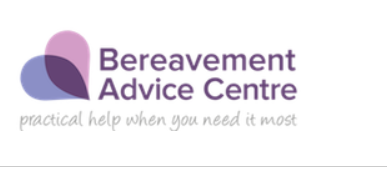 Bereavement
Advice Centre
practical help when you need it most